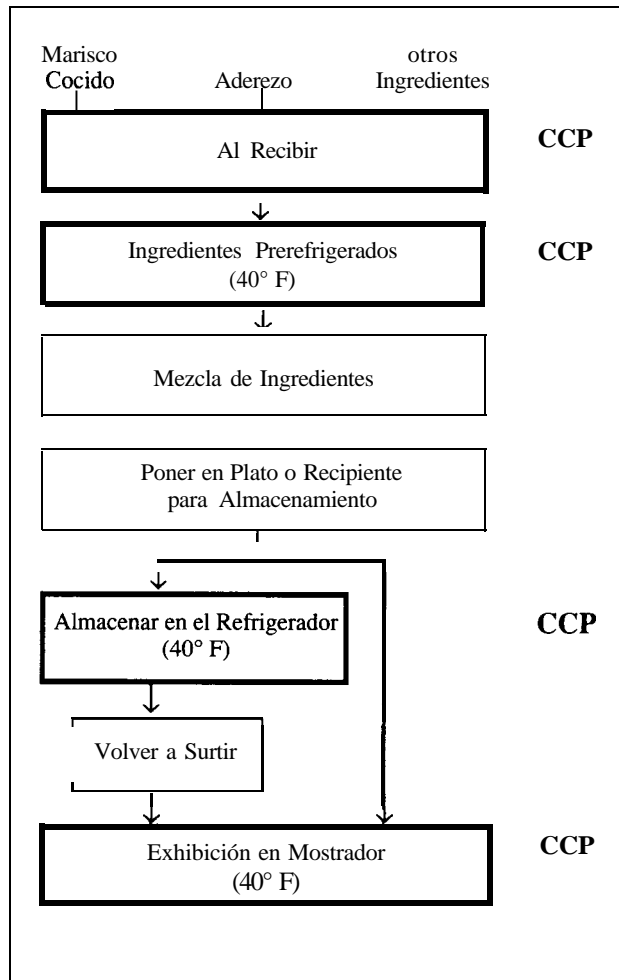 Marisco
Cocido
Aderezo
otros
Ingredientes
Al Recibir
CCP
Ingredientes Prerefrigerados
(40° F)
CCP
Mezcla de Ingredientes
Poner en Plato o Recipiente
para Almacenamiento
Almacenar en el Refrigerador
(40° F)
CCP
Volver a Surtir
Exhibición en Mostrador
(40° F)
CCP